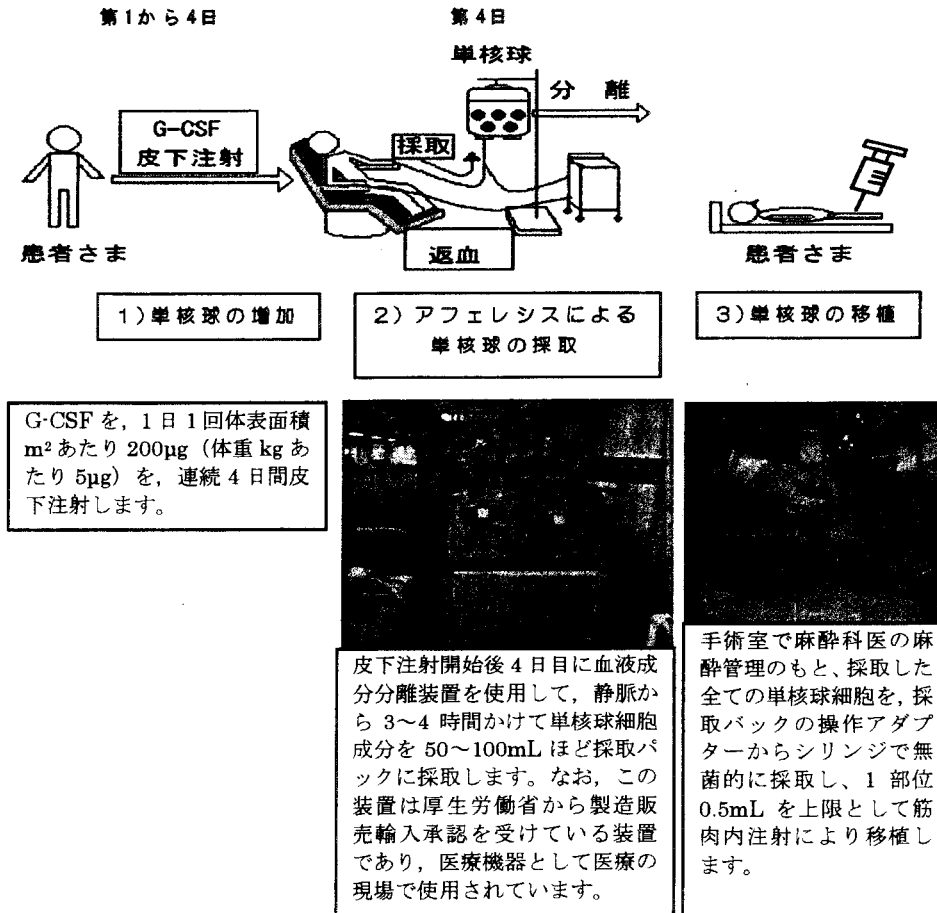 第1から4日
第4日
単核球
分 離
G-CSF
皮下注射
採取
患者さま
返血
患者さま
1)単核球の増加
2)アフェレシスによる
単核球の採取
3)単核球の移植
G-CSF を,1日1回体表面積
m²あたり 200μg(体重 kg あ
たり 5μg)を,連続4日間皮
下注射します。
皮下注射開始後4日目に血液成
分分離装置を使用して,静脈か
ら 3~4 時間かけて単核球細胞
成分を 50~100mL ほど採取パ
ックに採取します。なお,この
装置は厚生労働省から製造販
売輸入承認を受けている装置
であり,医療機器として医療の
現場で使用されています。
手術室で麻酔科医の麻
酔管理のもと、採取した
全ての単核球細胞を,採
取バックの操作アダプ
ターからシリンジで無
菌的に採取し、1 部位
0.5mL を上限として筋
肉内注射により移植し
ます。